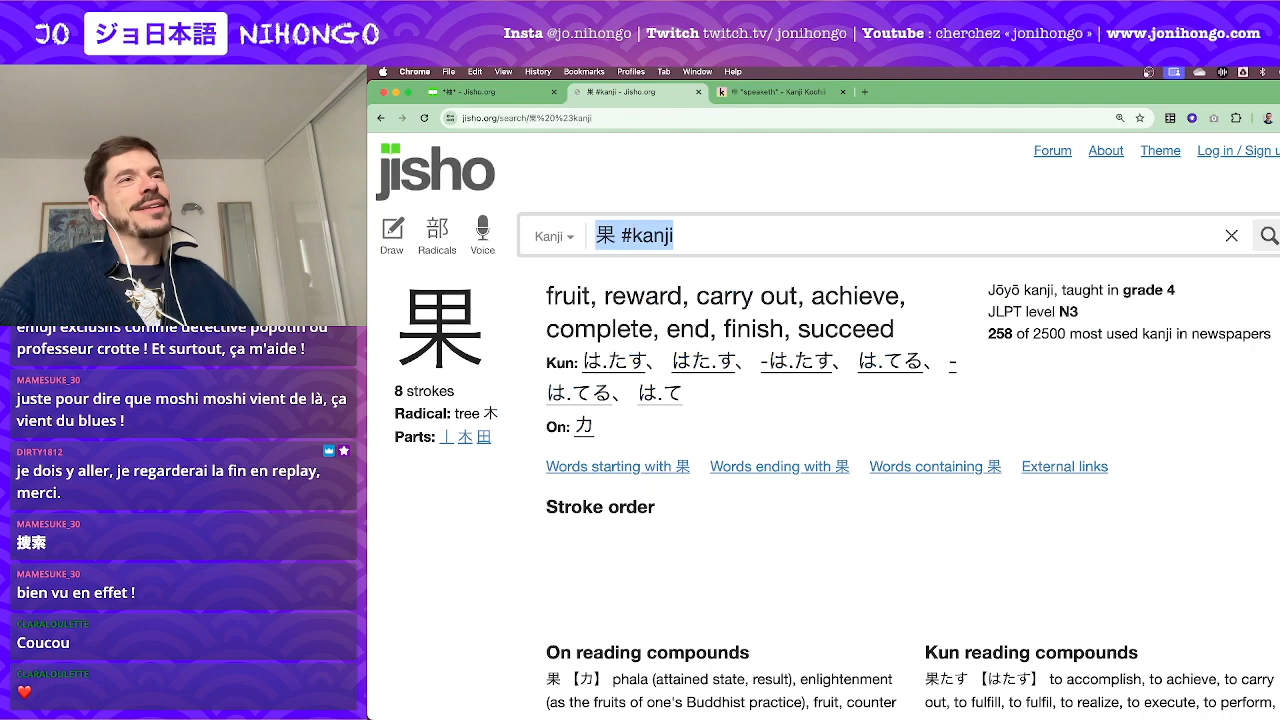 JO ジョ日本語 NIHONGO
Insta @jo.nihongo | Twitch twitch.tv/ jonihongo | Youtube : cherchez « jonihongo » | www.jonihongo.com
Chrome File Edit View History Bookmarks Profiles Tab Window Help
果 #kanji - Jisho.org
jisho.org/search/果%20%23kanji
jisho
Forum About Theme Log in / Sign u
Draw Radicals Voice
Kanji 果 #kanji
果
8 strokes
Radical: tree 木
Parts: ｜ 木 田
fruit, reward, carry out, achieve,
complete, end, finish, succeed
Kun: は.たす、 はた.す、 -は.たす、 は.てる、 -
は.てる、 は.て
On: カ
Jōyō kanji, taught in grade 4
JLPT level N3
258 of 2500 most used kanji in newspapers
Words starting with 果 Words ending with 果 Words containing 果 External links
Stroke order
On reading compounds
果 【カ】 phala (attained state, result), enlightenment
(as the fruits of one's Buddhist practice), fruit, counter
Kun reading compounds
果たす 【はたす】 to accomplish, to achieve, to carry
out, to fulfill, to fulfil, to realize, to execute, to perform,
emoji exclusifs comme détective popotin ou
professeur crotte ! Et surtout, ça m'aide !
MAMESUKE_30
juste pour dire que moshi moshi vient de là, ça
vient du blues !
DIRTY1812
je dois y aller, je regarderai la fin en replay,
merci.
MAMESUKE_30
捜索
MAMESUKE_30
bien vu en effet !
CLARALOULETTE
Coucou
CLARALOULETTE
❤️